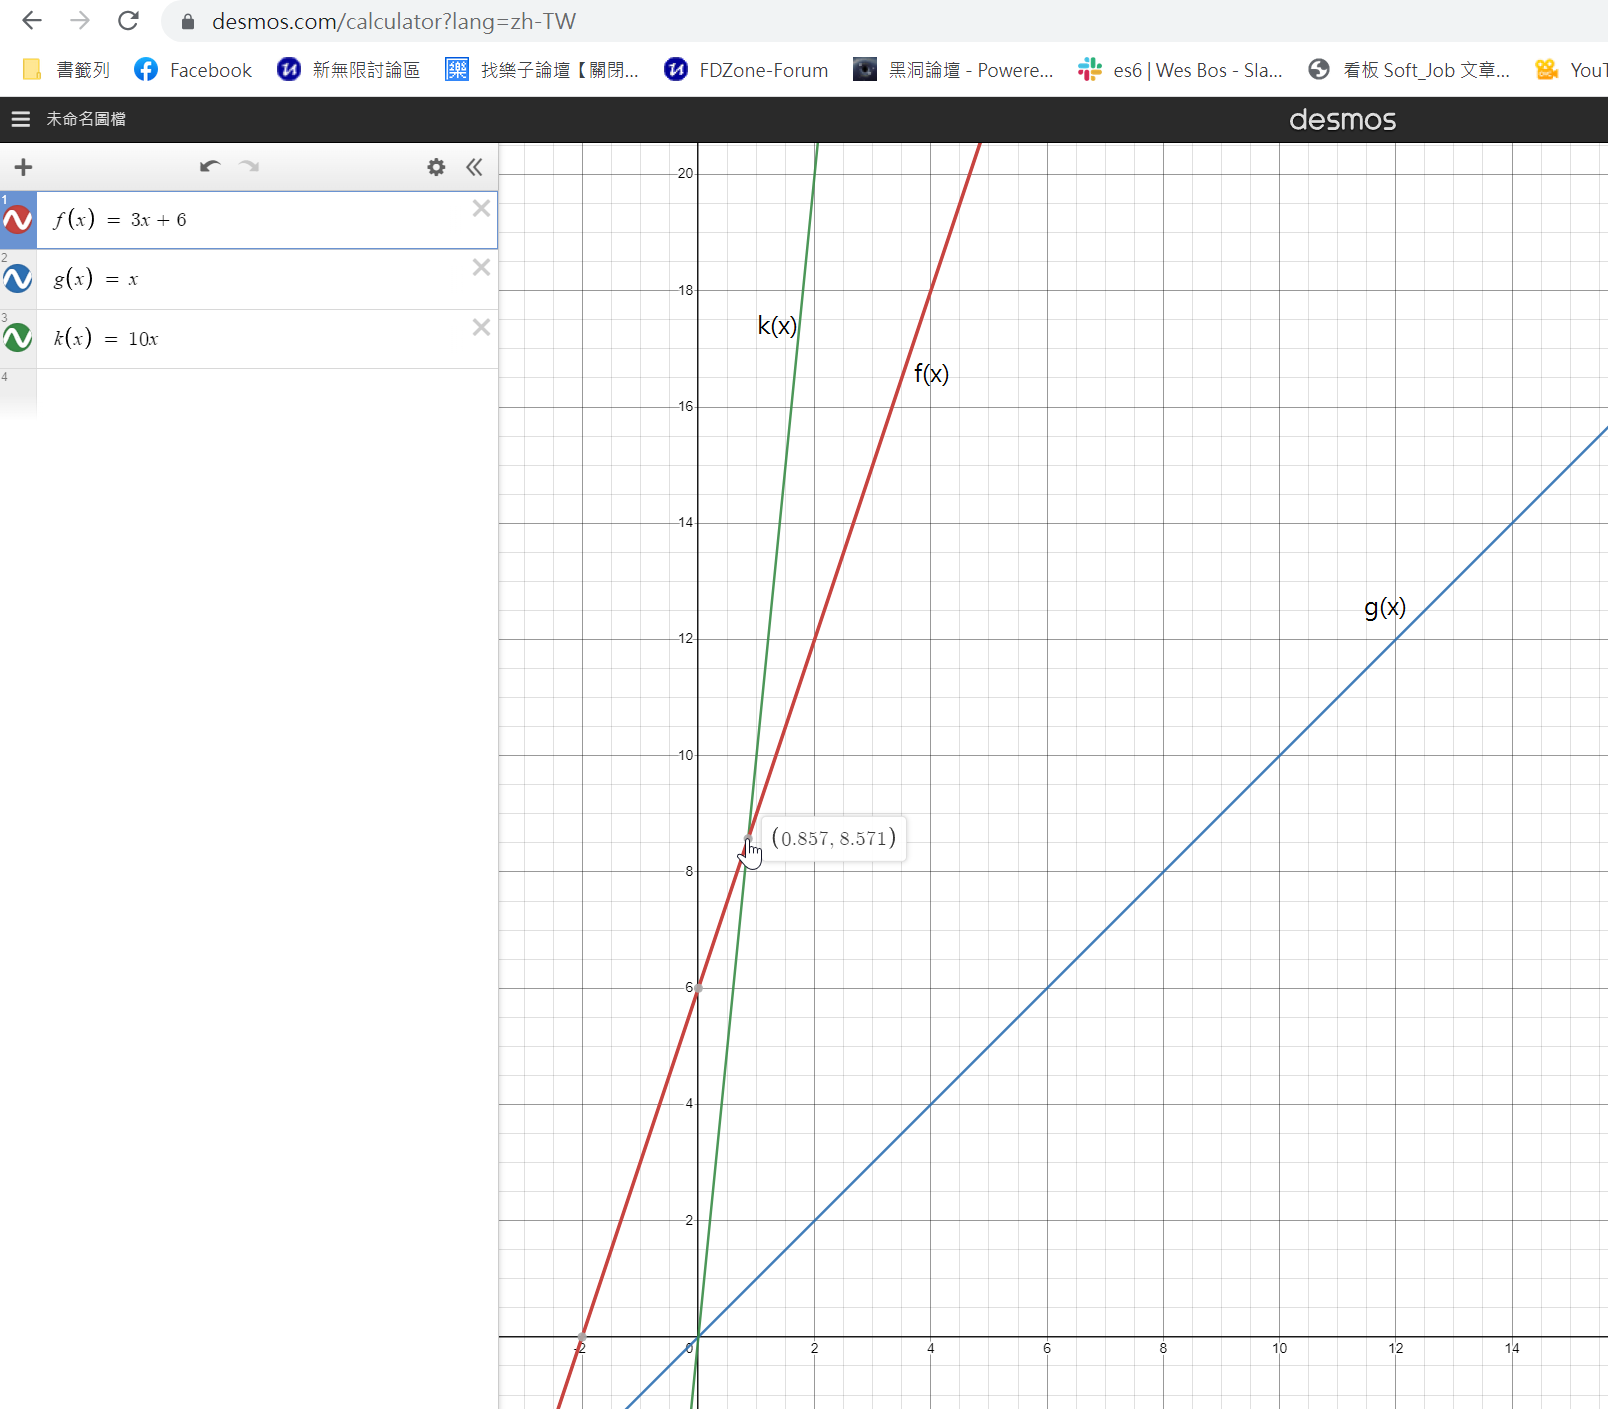 desmos.com/calculator?lang=zh-TW
書籤列 Facebook 新無限討論區 找樂子論壇【關閉... FDZone-Forum 黑洞論壇 - Powere... es6 | Wes Bos - Sla... 看板 Soft_Job 文章... YouT
未命名圖檔 desmos
1 f(x) = 3x + 6
2 g(x) = x
3 k(x) = 10x
4
20
18
k(x)
f(x)
16
14
g(x)
12
10
(0.857, 8.571)
8
6
4
2
-2 0 2 4 6 8 10 12 14